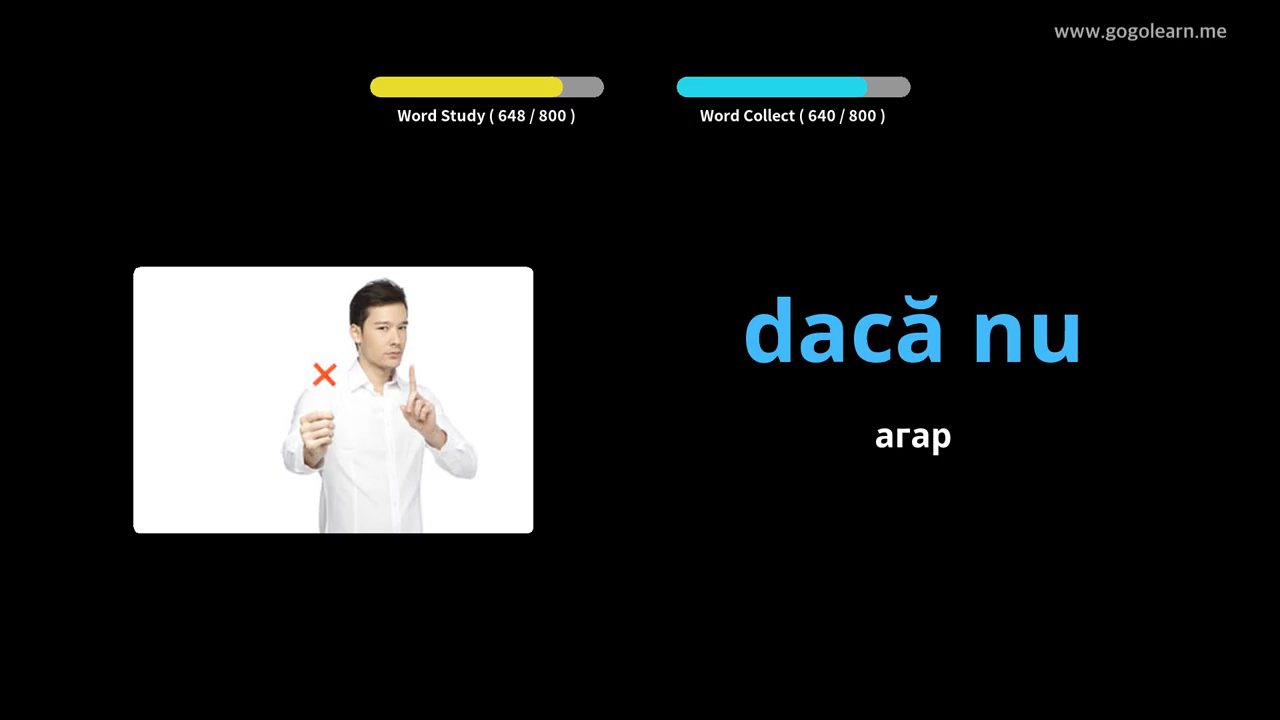 www.gogolearn.me
Word Study ( 648 / 800 )
Word Collect ( 640 / 800 )
dacă nu
агар